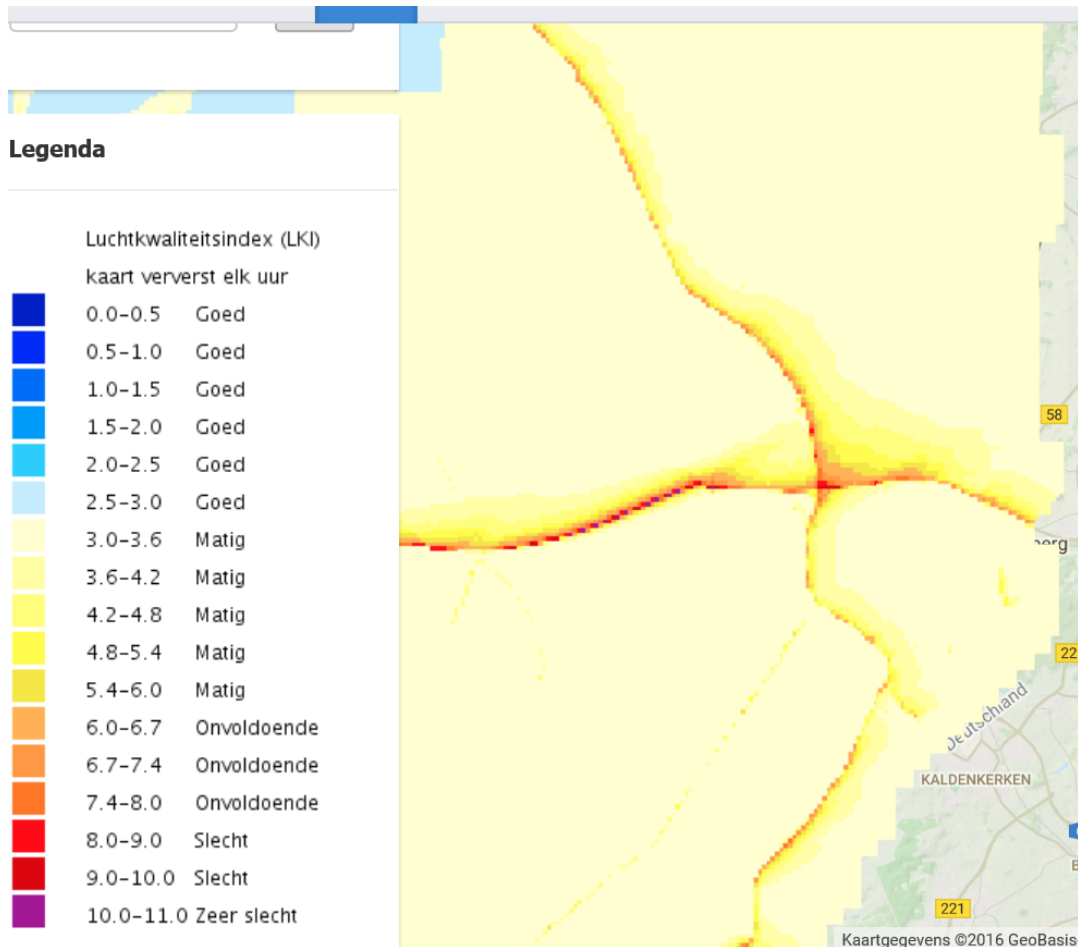 Legenda
Luchtkwaliteitsindex (LKI)
kaart ververst elk uur
0.0-0.5 Goed
0.5-1.0 Goed
1.0-1.5 Goed
1.5-2.0 Goed
2.0-2.5 Goed
2.5-3.0 Goed
3.0-3.6 Matig
3.6-4.2 Matig
4.2-4.8 Matig
4.8-5.4 Matig
5.4-6.0 Matig
6.0-6.7 Onvoldoende
6.7-7.4 Onvoldoende
7.4-8.0 Onvoldoende
8.0-9.0 Slecht
9.0-10.0 Slecht
10.0-11.0 Zeer slecht
58
berg
22
Deutschland
KALDENKERKEN
221
Kaartgegevens ©2016 GeoBasis